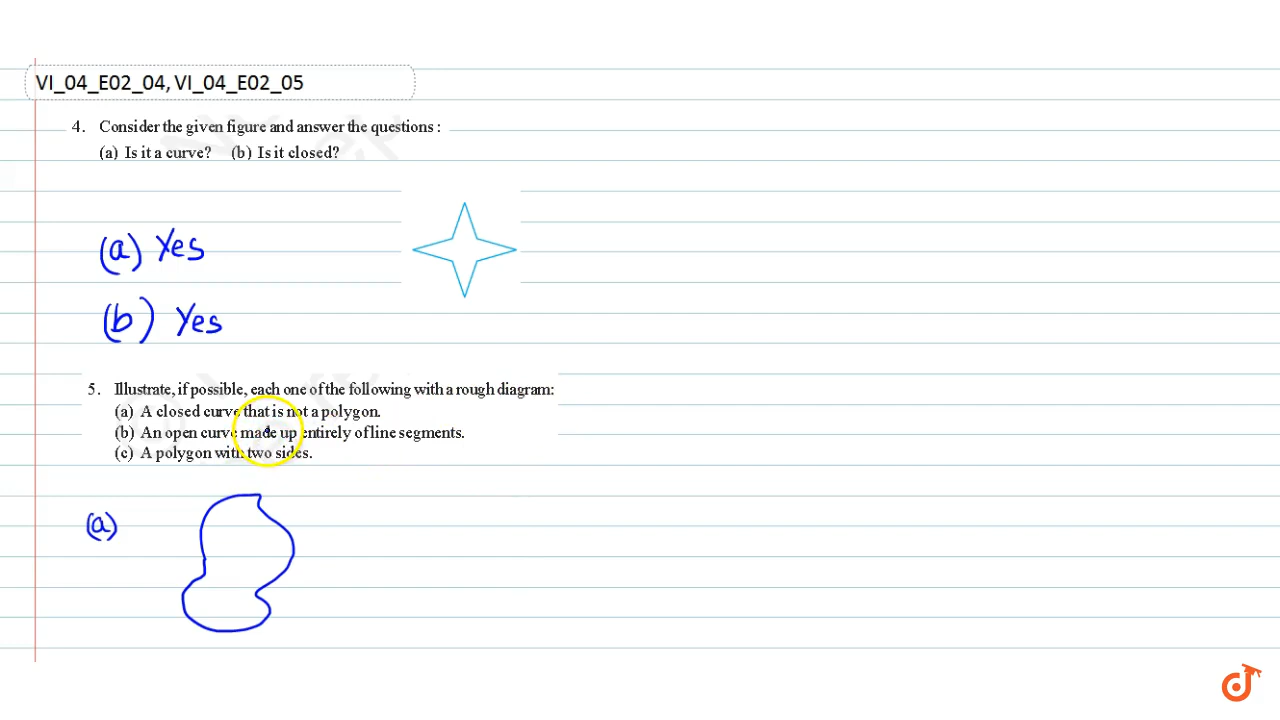 VI_04_E02_04, VI_04_E02_05
4. Consider the given figure and answer the questions :
(a) Is it a curve? (b) Is it closed?
(a) Yes
(b) Yes
5. Illustrate, if possible, each one of the following with a rough diagram:
(a) A closed curve that is not a polygon.
(b) An open curve made up entirely of line segments.
(c) A polygon with two sides.
(a)